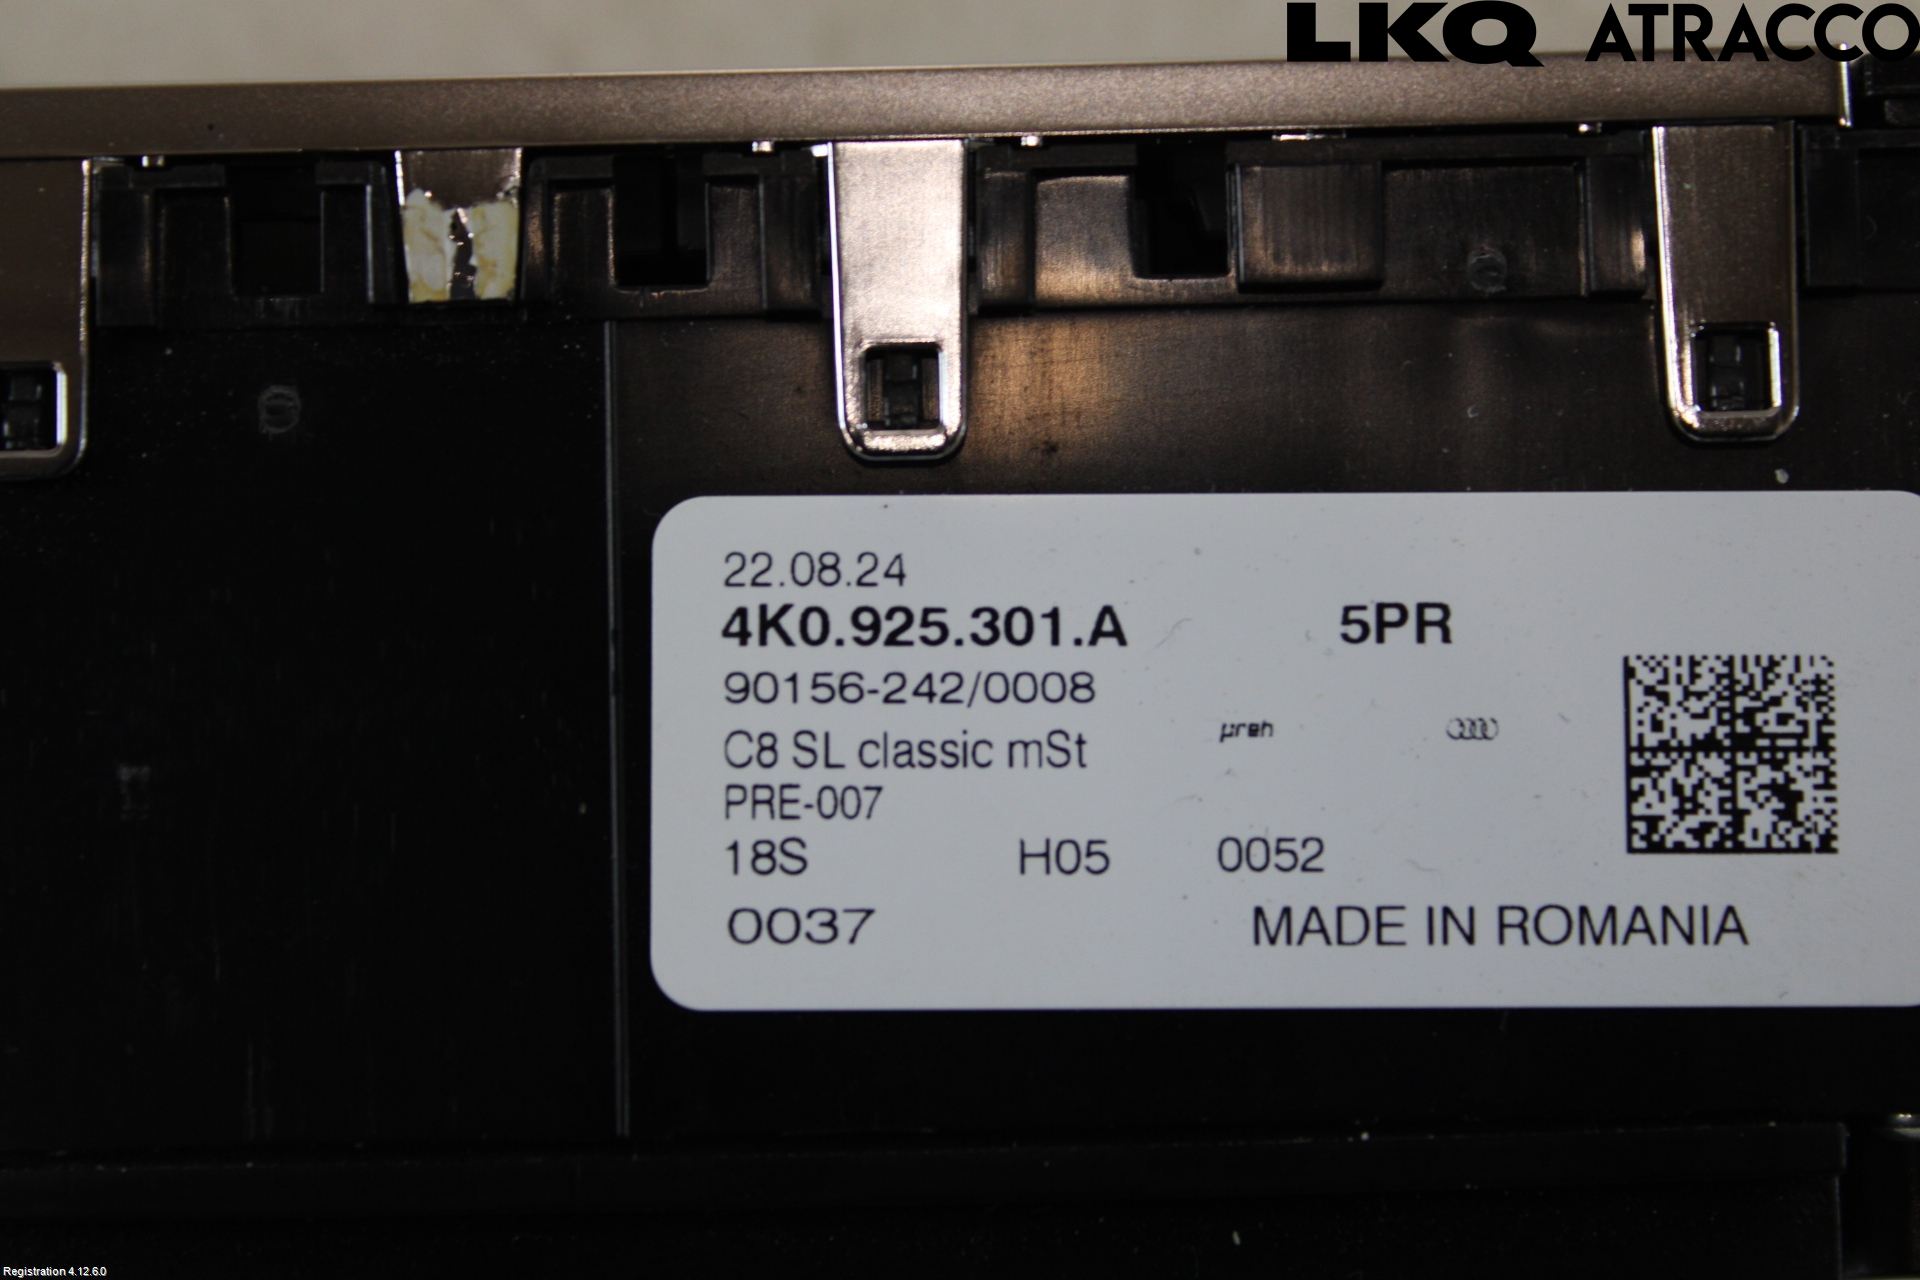 LKQ ATRACCO
22.08.24
4K0.925.301.A 5PR
90156-242/0008
C8 SL classic mSt preh
PRE-007
18S H05 0052
0037 MADE IN ROMANIA
Registration 4.12.6.0